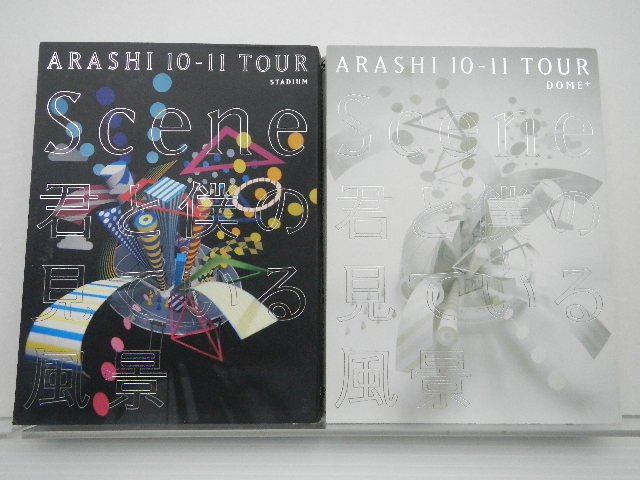 ARASHI 10-11 TOUR
STADIUM
Scene
君と僕の
見ている
風景
ARASHI 10-11 TOUR
DOME+
Scene
君と僕の
見ている
風景